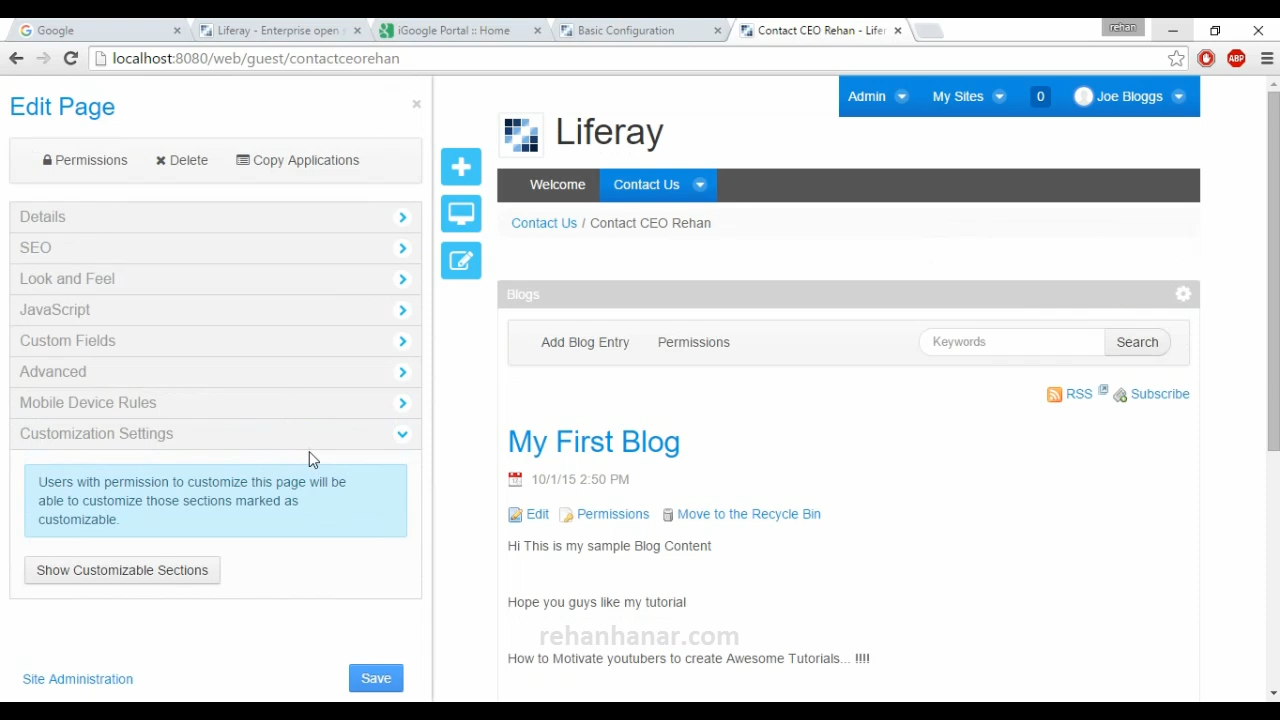 Google
Liferay - Enterprise open
iGoogle Portal :: Home
Basic Configuration
Contact CEO Rehan - Lifer
rehan
localhost:8080/web/guest/contactceorehan
ABP
Edit Page
Permissions
Delete
Copy Applications
Details
SEO
Look and Feel
JavaScript
Custom Fields
Advanced
Mobile Device Rules
Customization Settings
Users with permission to customize this page will be
able to customize those sections marked as
customizable.
Show Customizable Sections
Site Administration
Save
Admin
My Sites
0
Joe Bloggs
Liferay
Welcome
Contact Us
Contact Us / Contact CEO Rehan
Blogs
Add Blog Entry
Permissions
Keywords
Search
RSS
Subscribe
My First Blog
10/1/15 2:50 PM
Edit
Permissions
Move to the Recycle Bin
Hi This is my sample Blog Content
Hope you guys like my tutorial
rehanhanar.com
How to Motivate youtubers to create Awesome Tutorials... !!!!